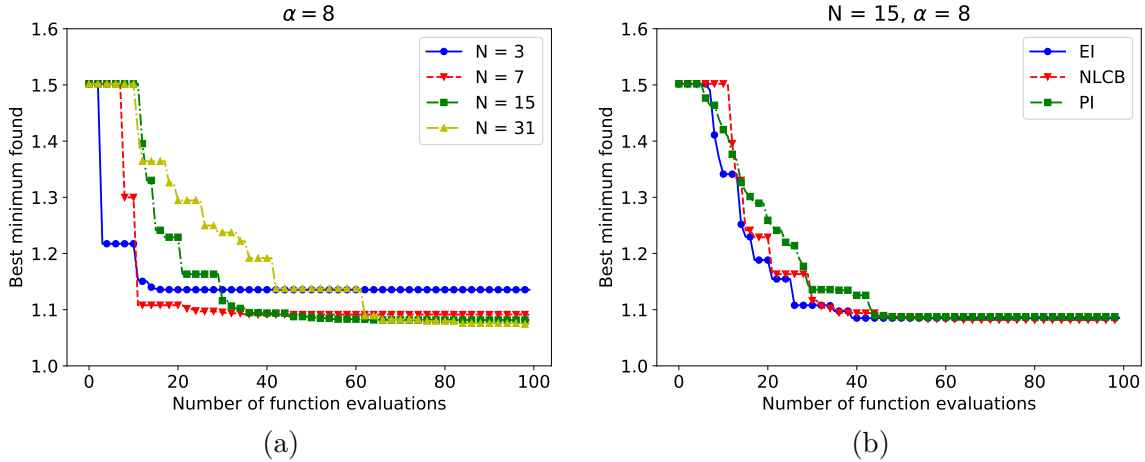 α = 8
1.6
1.5
1.4
1.3
1.2
1.1
1.0
Best minimum found
0
20
40
60
80
100
Number of function evaluations
N = 3
N = 7
N = 15
N = 31
(a)
N = 15, α = 8
1.6
1.5
1.4
1.3
1.2
1.1
1.0
Best minimum found
0
20
40
60
80
100
Number of function evaluations
EI
NLCB
PI
(b)